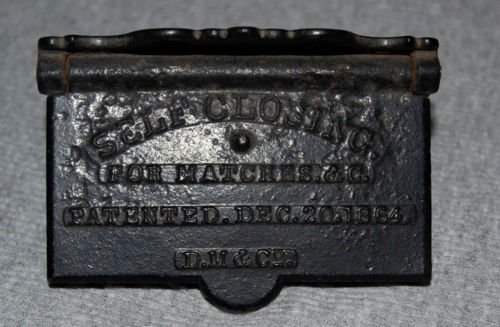 SELF CLOSING.
FOR MATCHES.&C.
PATENTED. DEC. 20. 1864.
D.M & CO.